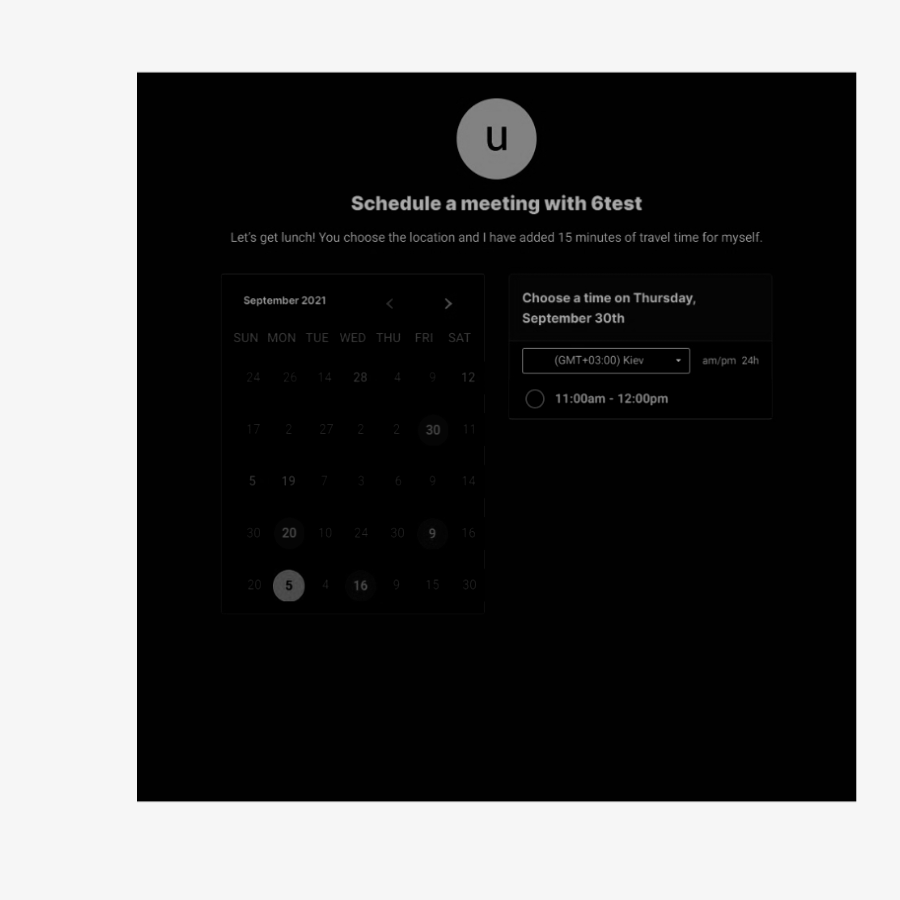 u
Schedule a meeting with 6test
Let's get lunch! You choose the location and I have added 15 minutes of travel time for myself.
September 2021
SUN MON TUE WED THU FRI SAT
24 26 14 28 4 9 12
17 2 27 2 2 30 11
5 19 7 3 6 9 14
30 20 10 24 30 9 16
20 5 4 16 9 15 30
Choose a time on Thursday,
September 30th
(GMT+03:00) Kiev am/pm 24h
11:00am - 12:00pm